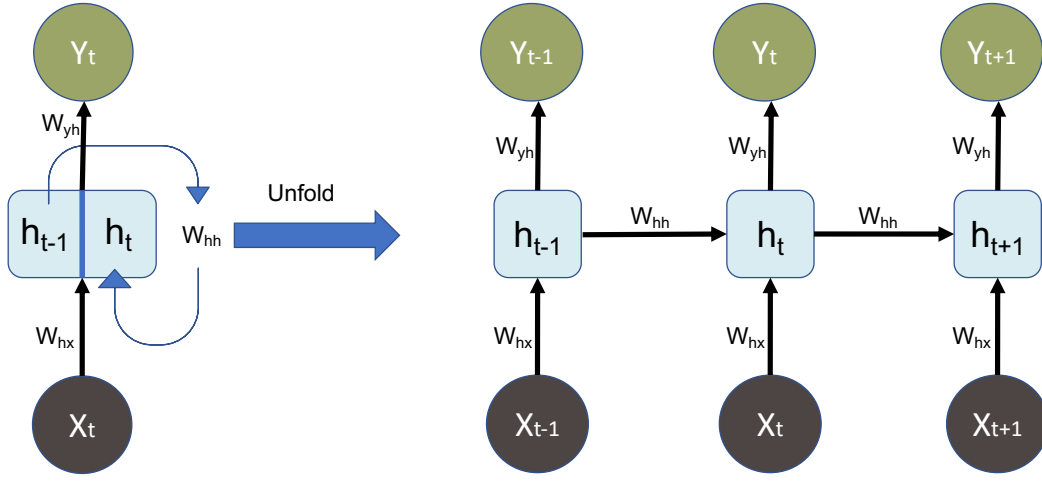 Yt
Yt-1
Yt
Yt+1
Wyh
Wyh
Wyh
Wyh
Unfold
ht-1
ht
Whh
ht-1
Whh
ht
Whh
ht+1
Whx
Whx
Whx
Whx
Xt
Xt-1
Xt
Xt+1